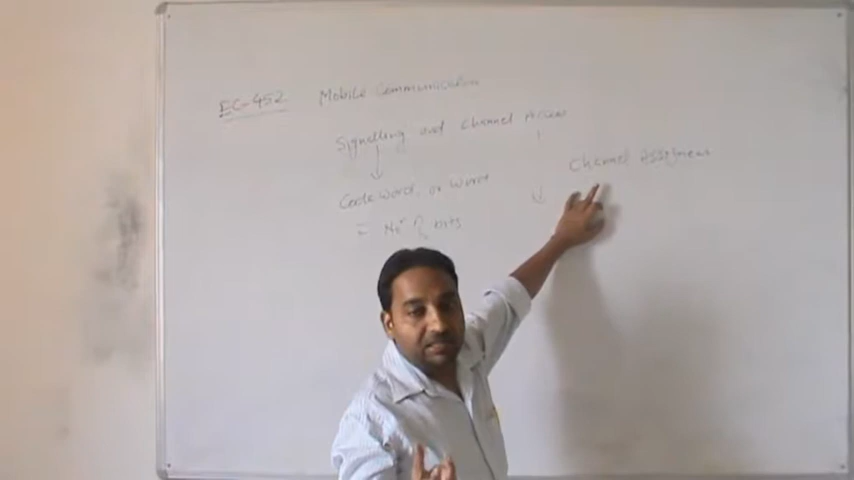 EC-452 Mobile Communication
Signalling and Channel Access
Channel Assignment
Code word or word
= No of bits